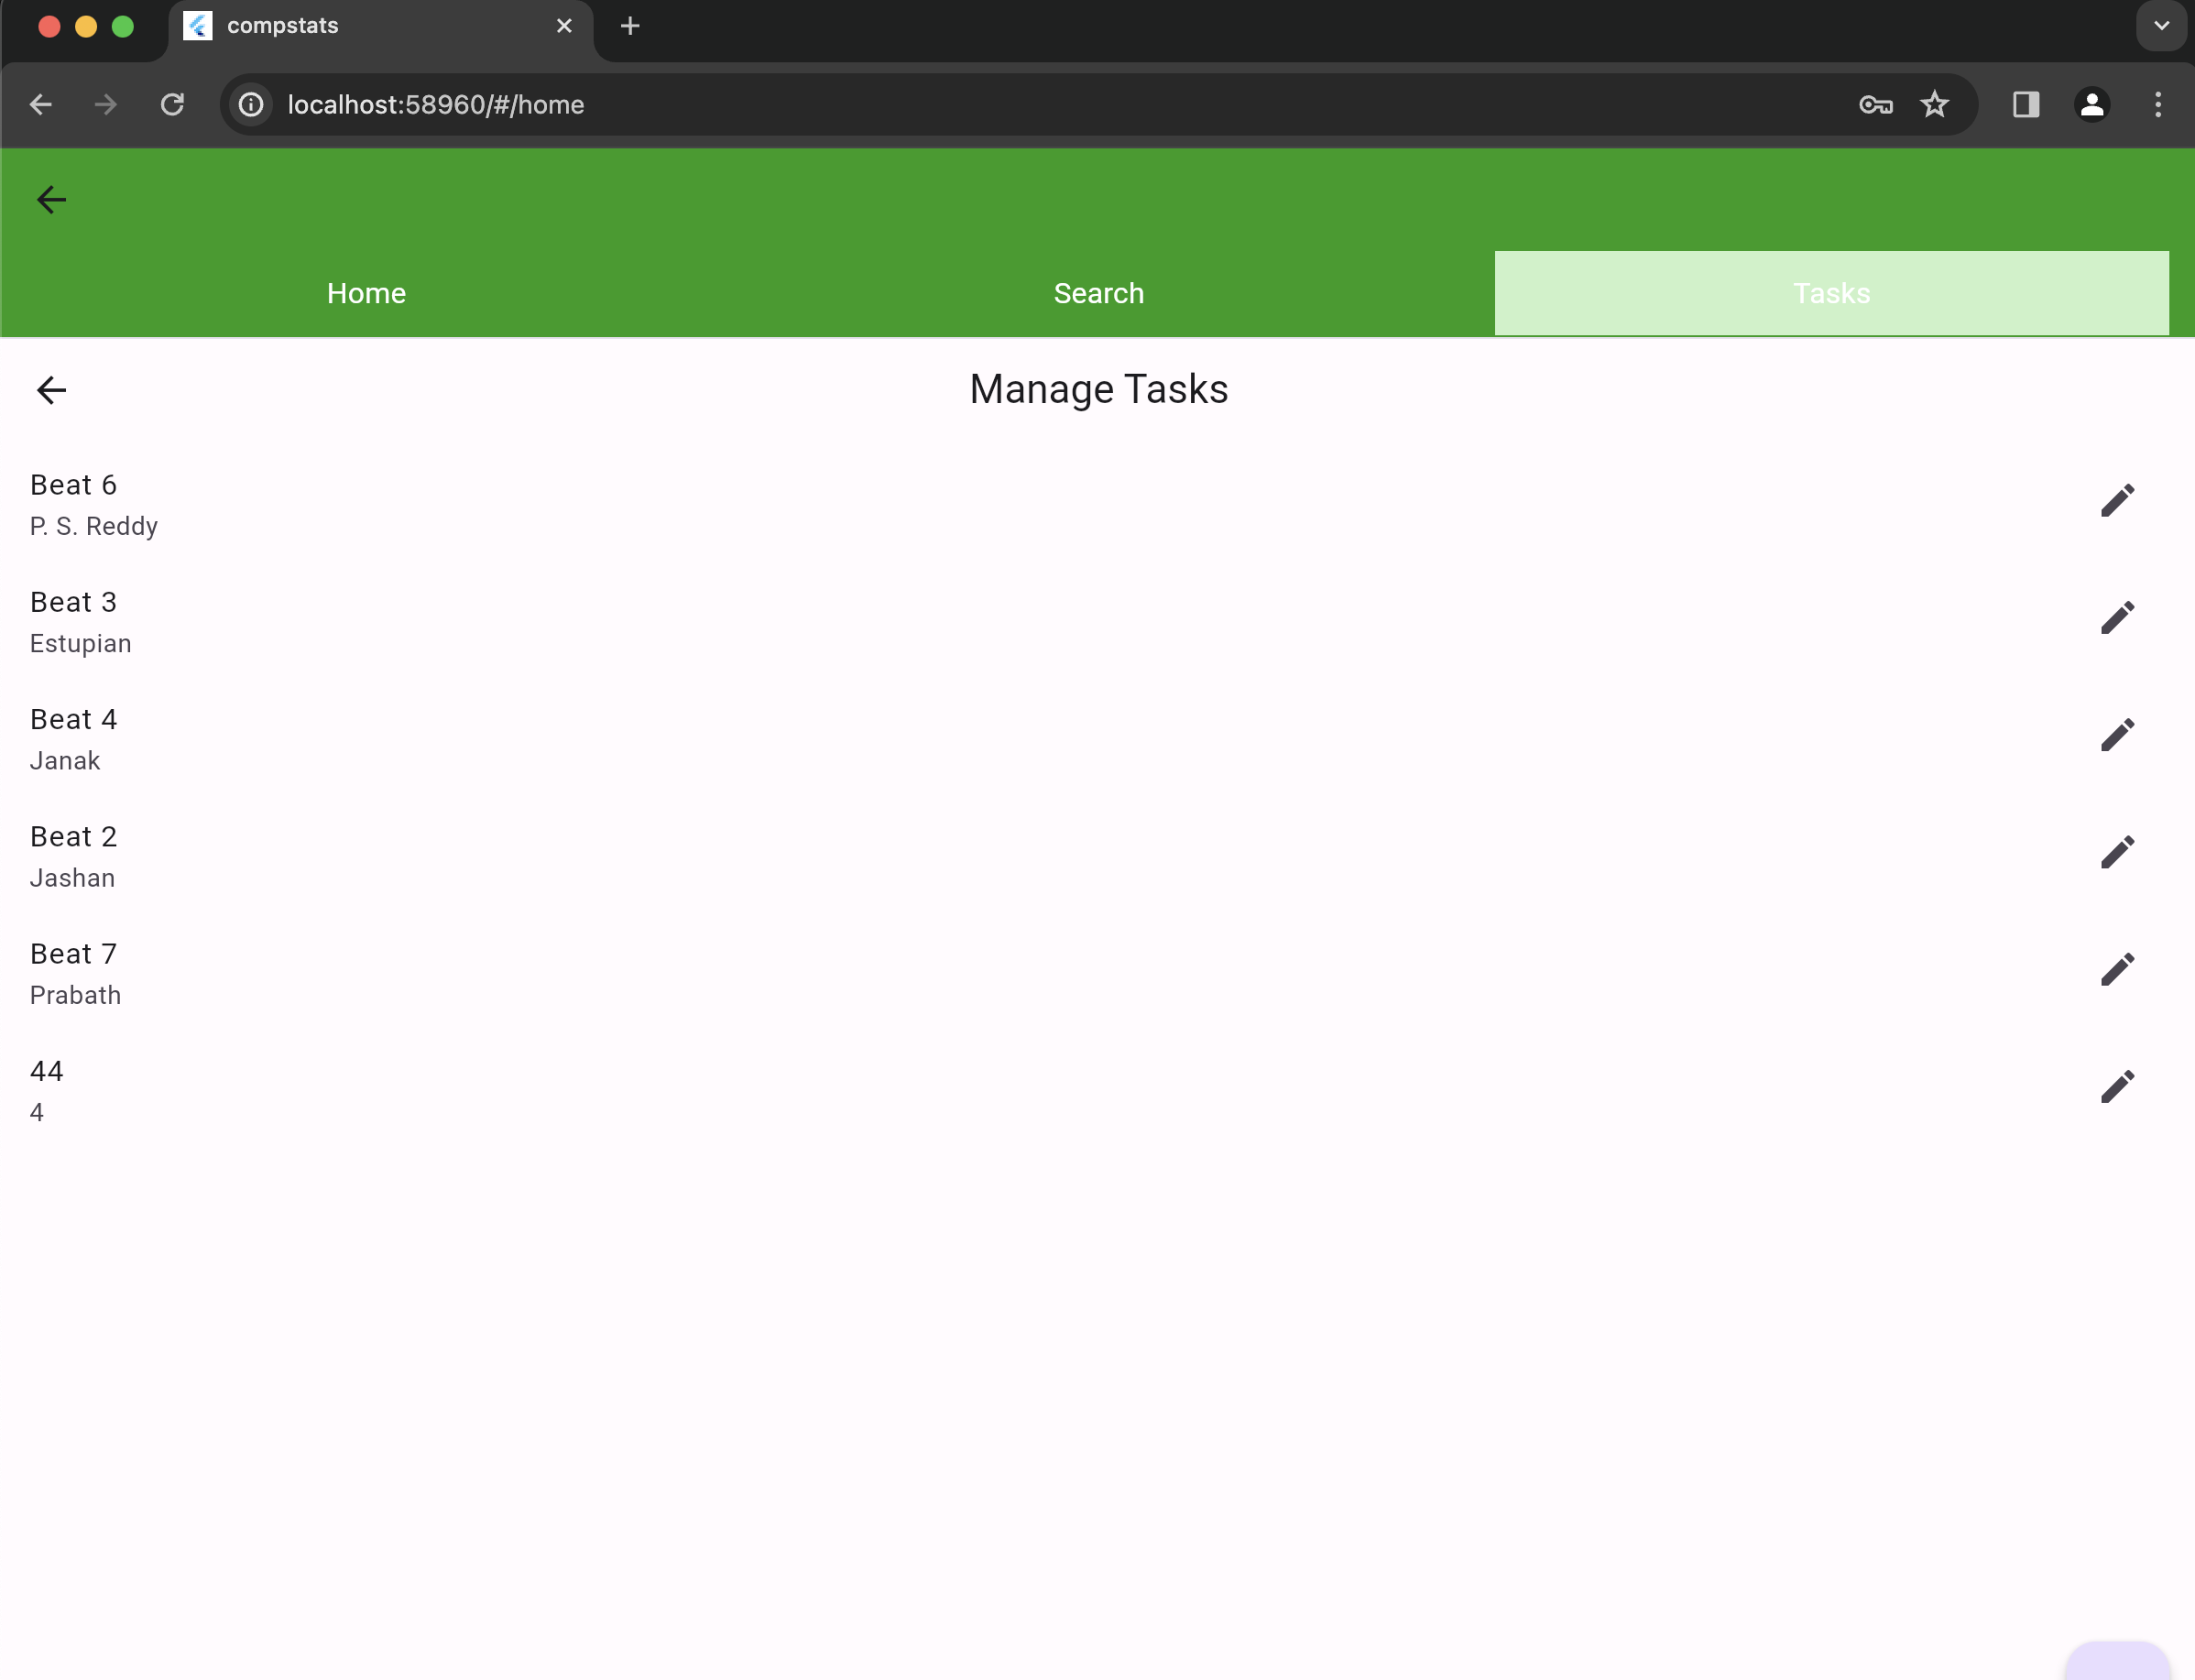 compstats
localhost:58960/#/home
Home
Search
Tasks
Manage Tasks
Beat 6
P. S. Reddy
Beat 3
Estupian
Beat 4
Janak
Beat 2
Jashan
Beat 7
Prabath
44
4